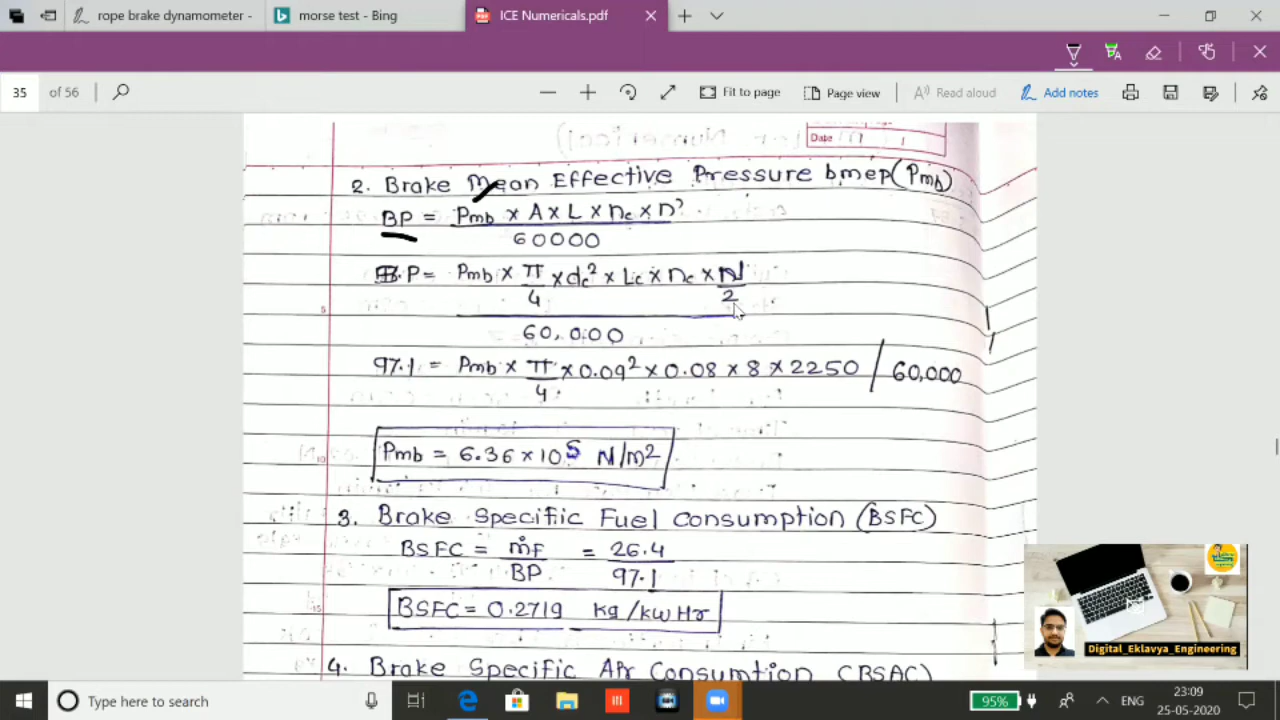 rope brake dynamometer -
morse test - Bing
ICE Numericals.pdf
35 of 56
Fit to page
Page view
Read aloud
Add notes
Date
2. Brake Mean Effective Pressure bmep (Pmb)
BP = Pmb × A × L × nc × n
60000
B.P = Pmb × π/4 × dc² × Lc × nc × N/2
60,000
97.1 = Pmb × π/4 × 0.09² × 0.08 × 8 × 2250 / 60,000
Pmb = 6.36 × 10⁵ N/m²
3. Brake Specific Fuel Consumption (BSFC)
BSFC = ṁf/BP = 26.4/97.1
BSFC = 0.2719 kg/kW Hr
4. Brake Specific Air Consumtion (BSAC)
Digital_Eklavya_Engineering
Type here to search
95%
ENG
23:09
25-05-2020